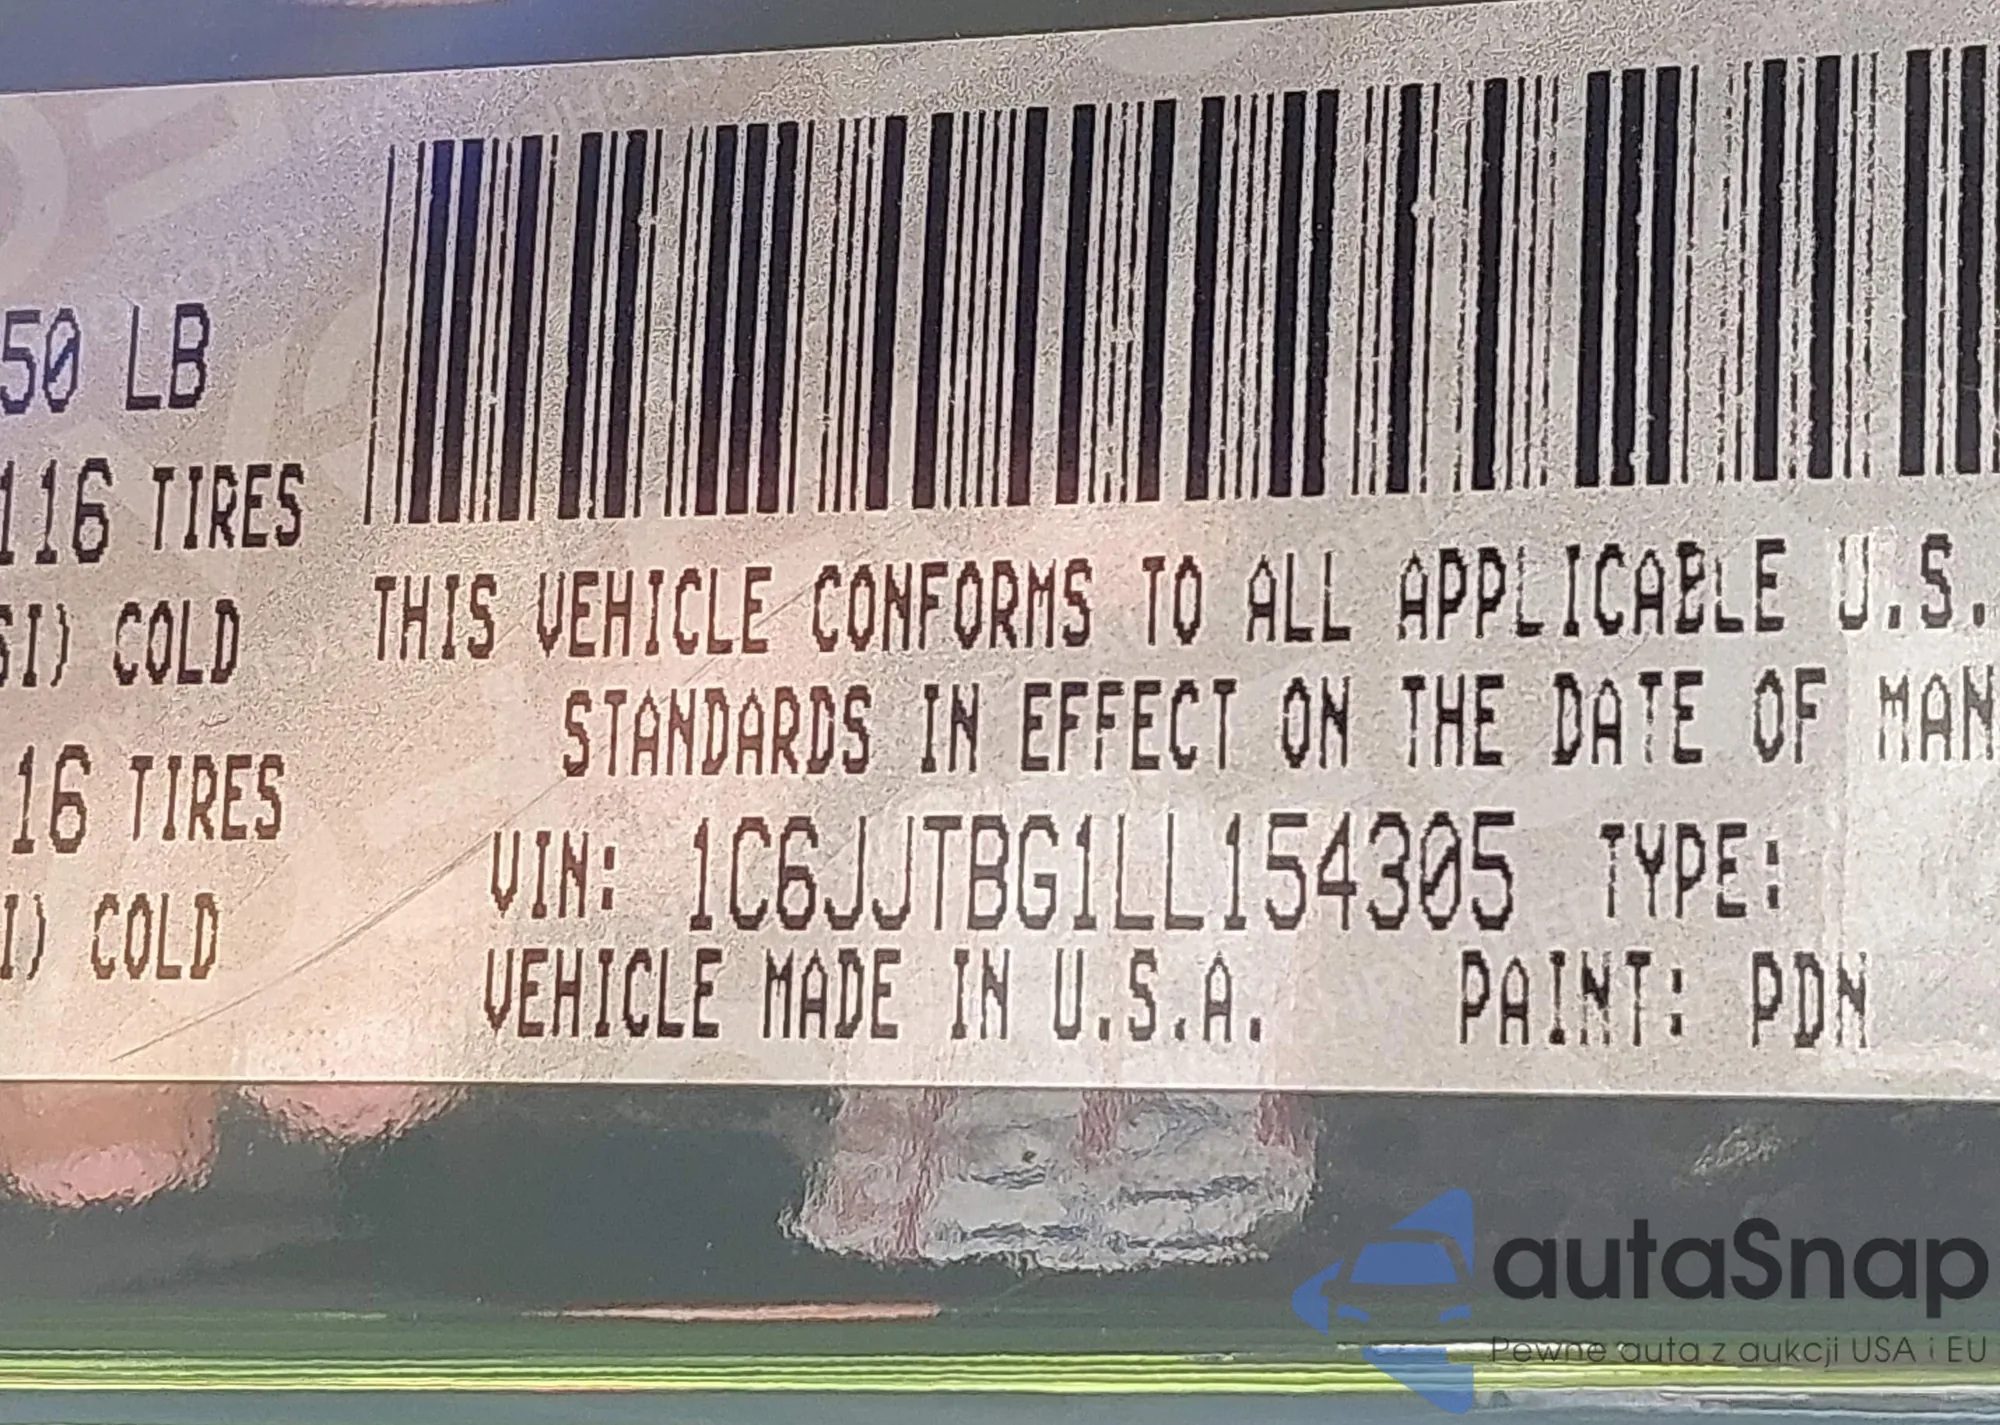 50 LB
116 TIRES
SI) COLD
16 TIRES
I) COLD
THIS VEHICLE CONFORMS TO ALL APPLICABLE U.S.
STANDARDS IN EFFECT ON THE DATE OF MAN
VIN: 1C6JJTBG1LL154305 TYPE:
VEHICLE MADE IN U.S.A. PAINT: PDN
autaSnap
Pewne auta z aukcji USA i EU